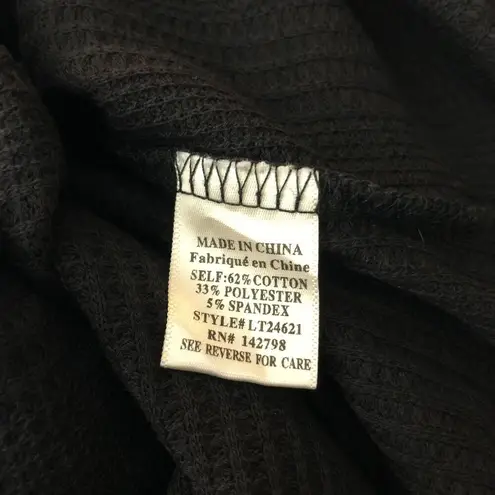 MADE IN CHINA
Fabriqué en Chine
SELF:62% COTTON
33% POLYESTER
5% SPANDEX
STYLE# LT24621
RN# 142798
SEE REVERSE FOR CARE